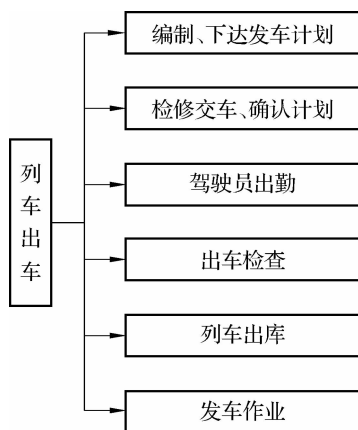 列车出车
编制、下达发车计划
检修交车、确认计划
驾驶员出勤
出车检查
列车出库
发车作业